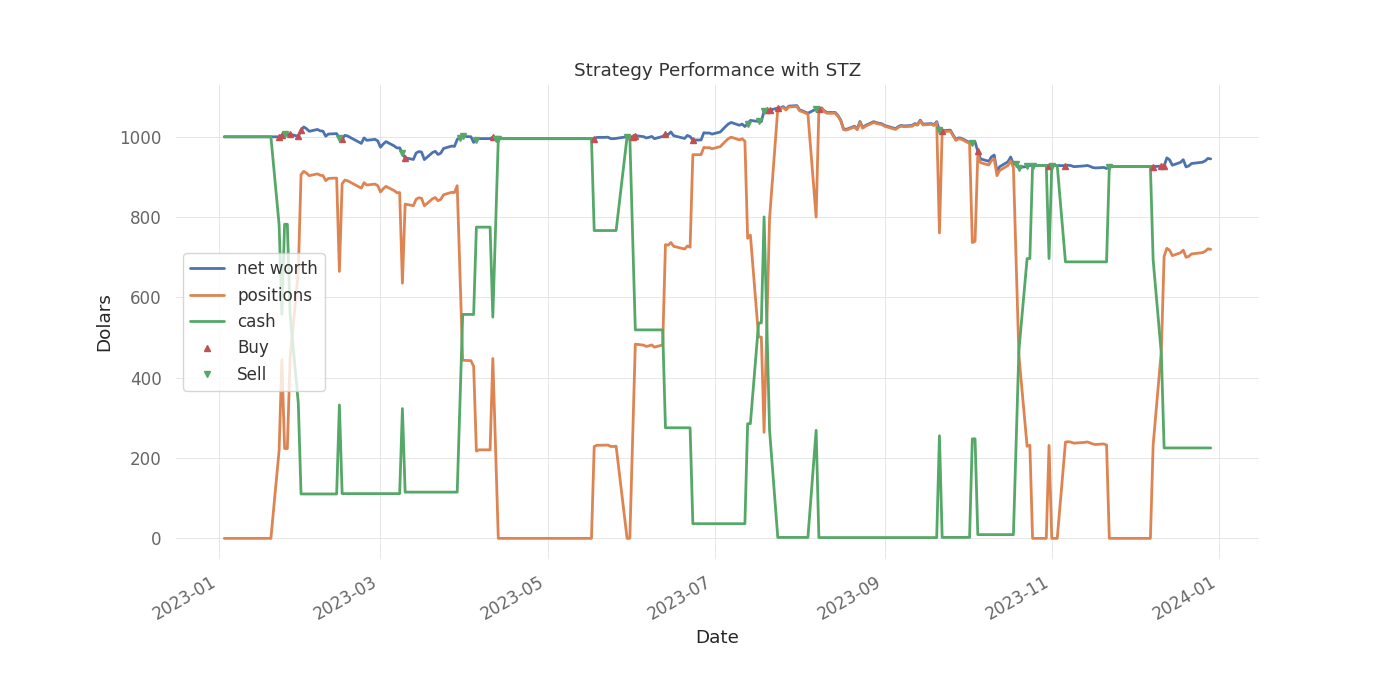 Strategy Performance with STZ
Dolars
1000
800
600
400
200
0
net worth
positions
cash
Buy
Sell
2023-01
2023-03
2023-05
2023-07
2023-09
2023-11
2024-01
Date